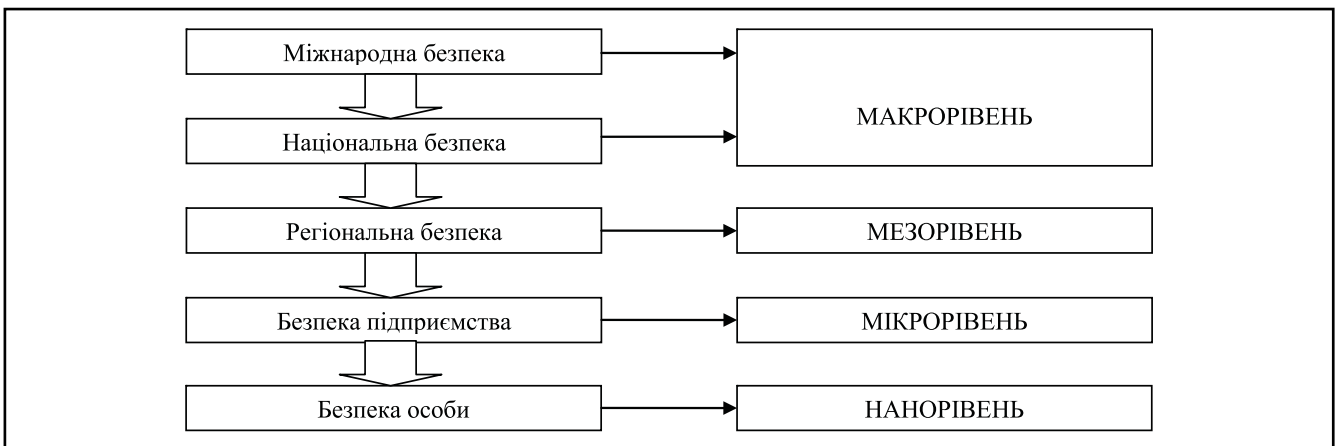 Міжнародна безпека
Національна безпека
МАКРОРІВЕНЬ
Регіональна безпека
МЕЗОРІВЕНЬ
Безпека підприємства
МІКРОРІВЕНЬ
Безпека особи
НАНОРІВЕНЬ